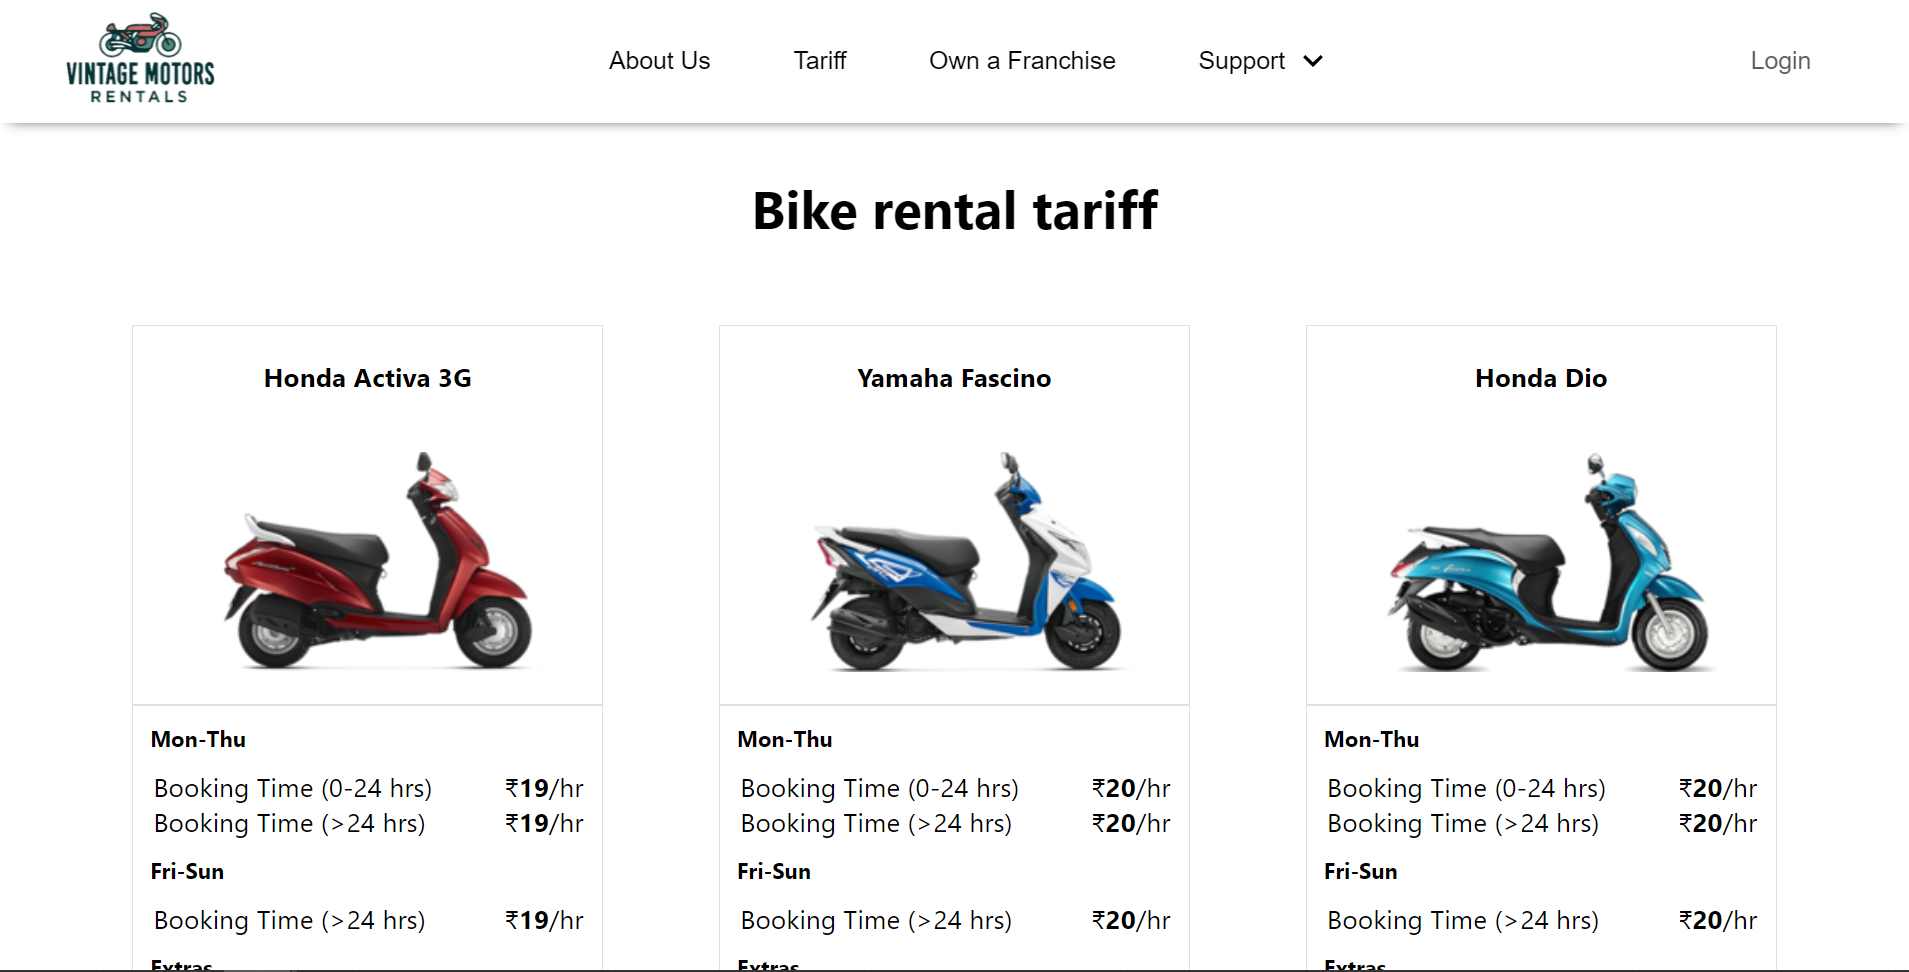 VINTAGE MOTORS
RENTALS
About Us
Tariff
Own a Franchise
Support
Login
Bike rental tariff
Honda Activa 3G
Mon-Thu
Booking Time (0-24 hrs) ₹19/hr
Booking Time (>24 hrs) ₹19/hr
Fri-Sun
Booking Time (>24 hrs) ₹19/hr
Extras
Yamaha Fascino
Mon-Thu
Booking Time (0-24 hrs) ₹20/hr
Booking Time (>24 hrs) ₹20/hr
Fri-Sun
Booking Time (>24 hrs) ₹20/hr
Extras
Honda Dio
Mon-Thu
Booking Time (0-24 hrs) ₹20/hr
Booking Time (>24 hrs) ₹20/hr
Fri-Sun
Booking Time (>24 hrs) ₹20/hr
Extras